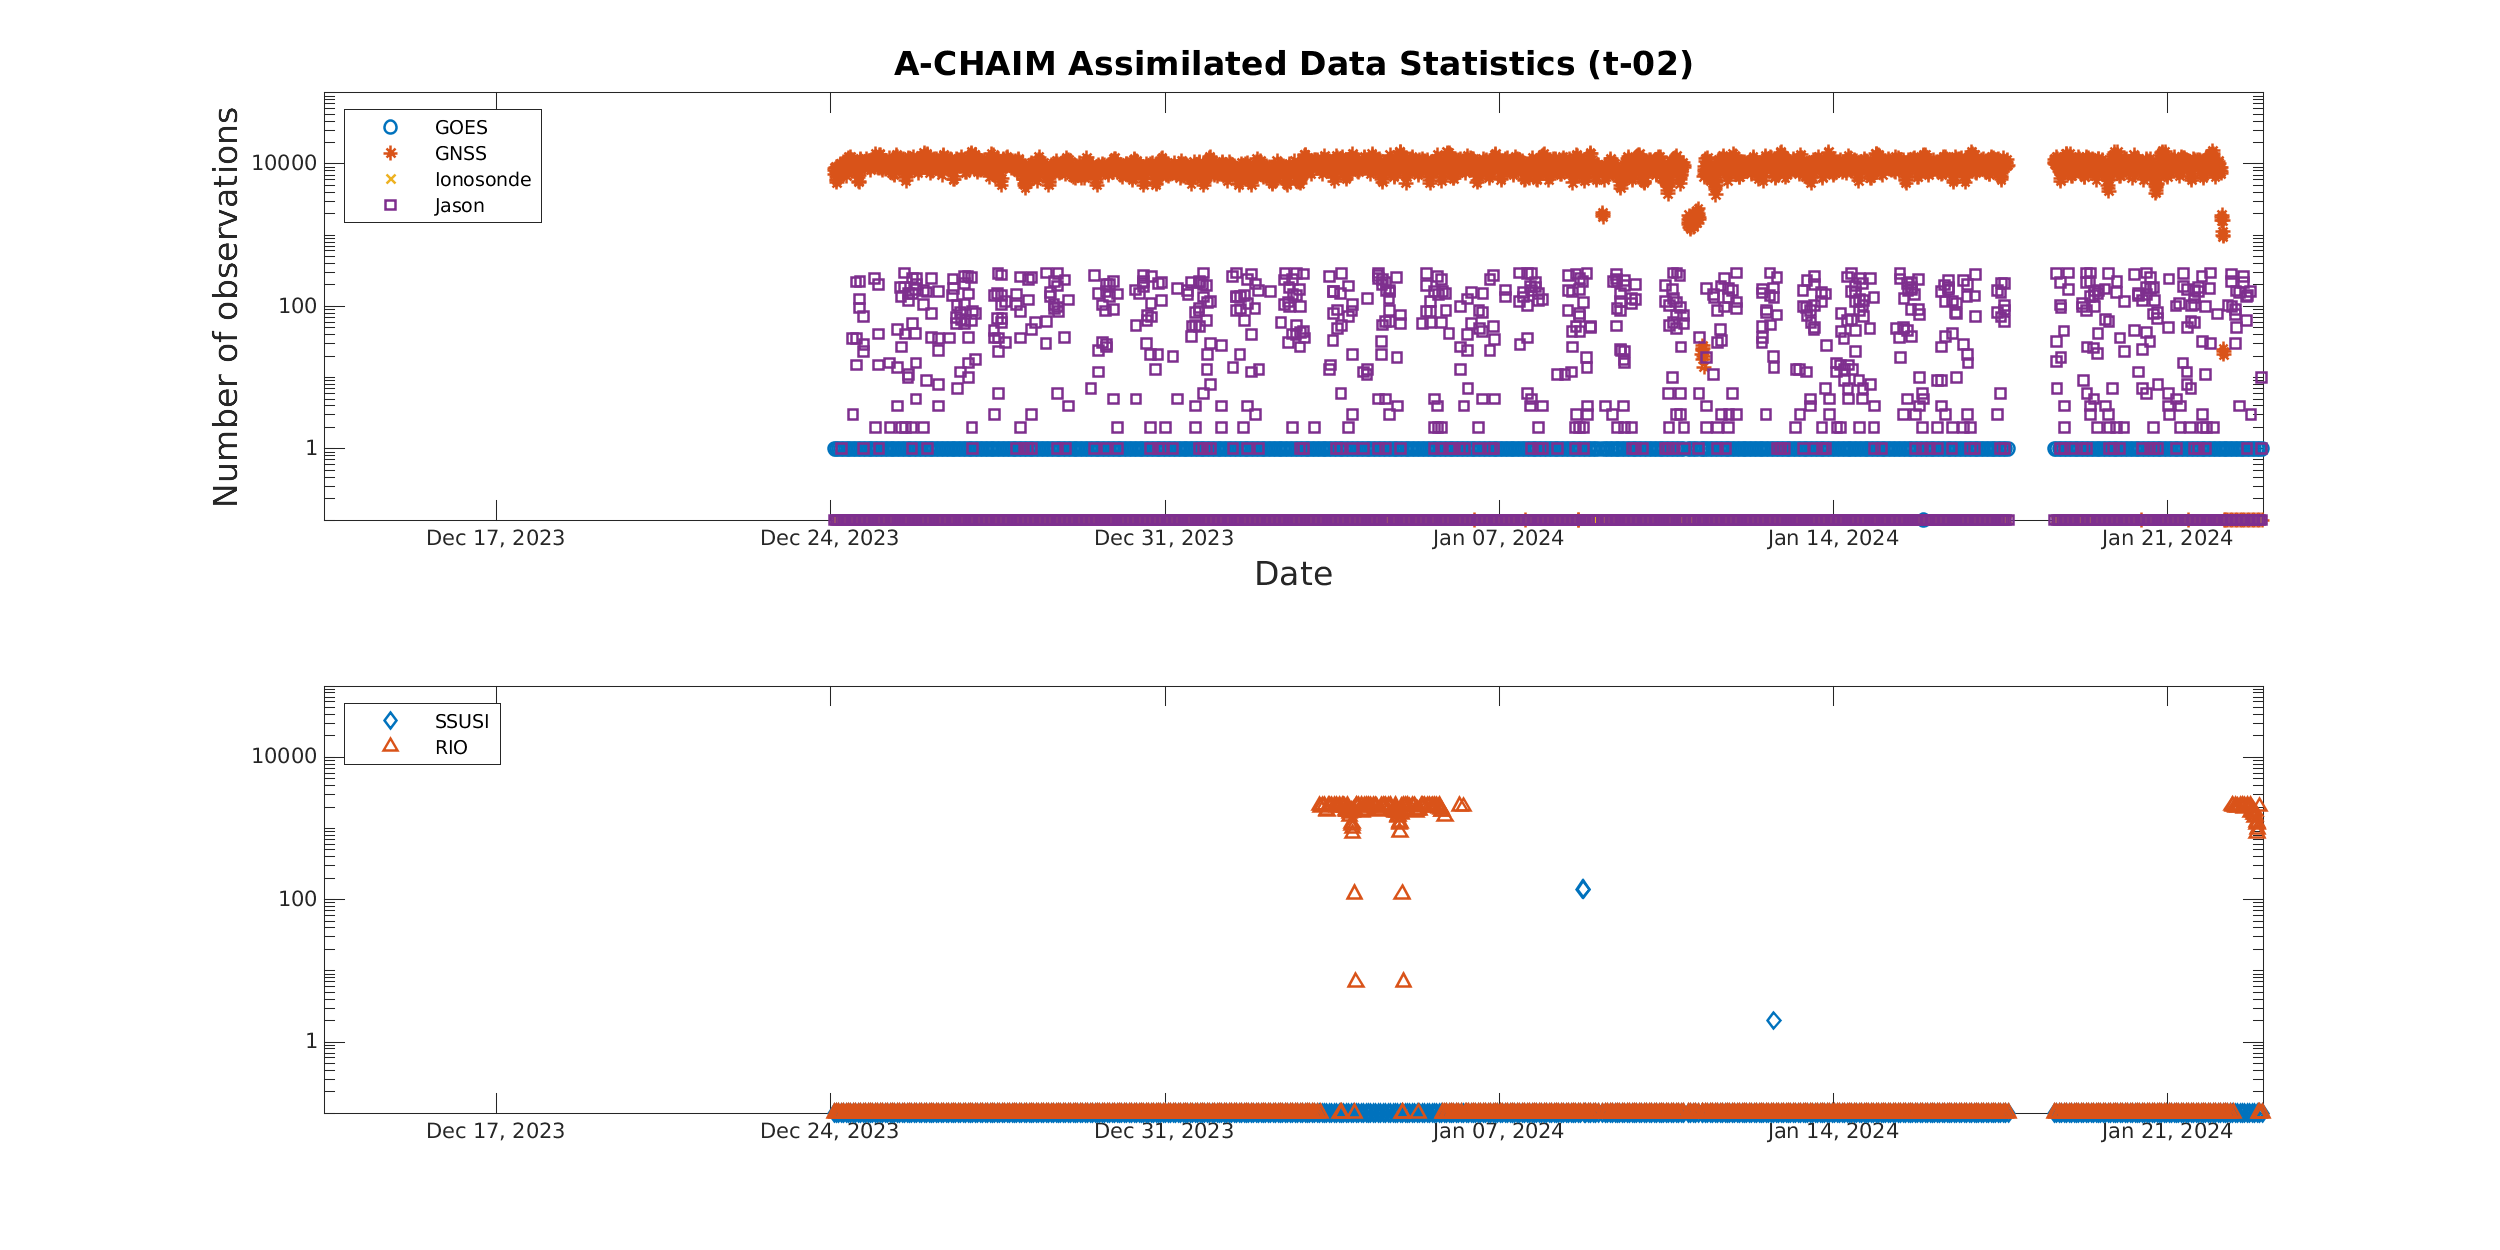 A-CHAIM Assimilated Data Statistics (t-02)
Number of observations
10000
100
1
GOES
GNSS
Ionosonde
Jason
Dec 17, 2023 Dec 24, 2023 Dec 31, 2023 Jan 07, 2024 Jan 14, 2024 Jan 21, 2024
Date
10000
100
1
SSUSI
RIO
Dec 17, 2023 Dec 24, 2023 Dec 31, 2023 Jan 07, 2024 Jan 14, 2024 Jan 21, 2024